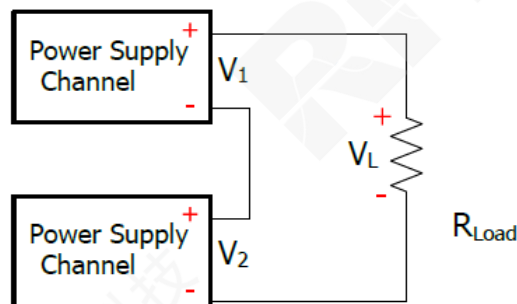 Power Supply
Channel
+
-
V1
+
VL
-
RLoad
Power Supply
Channel
+
-
V2